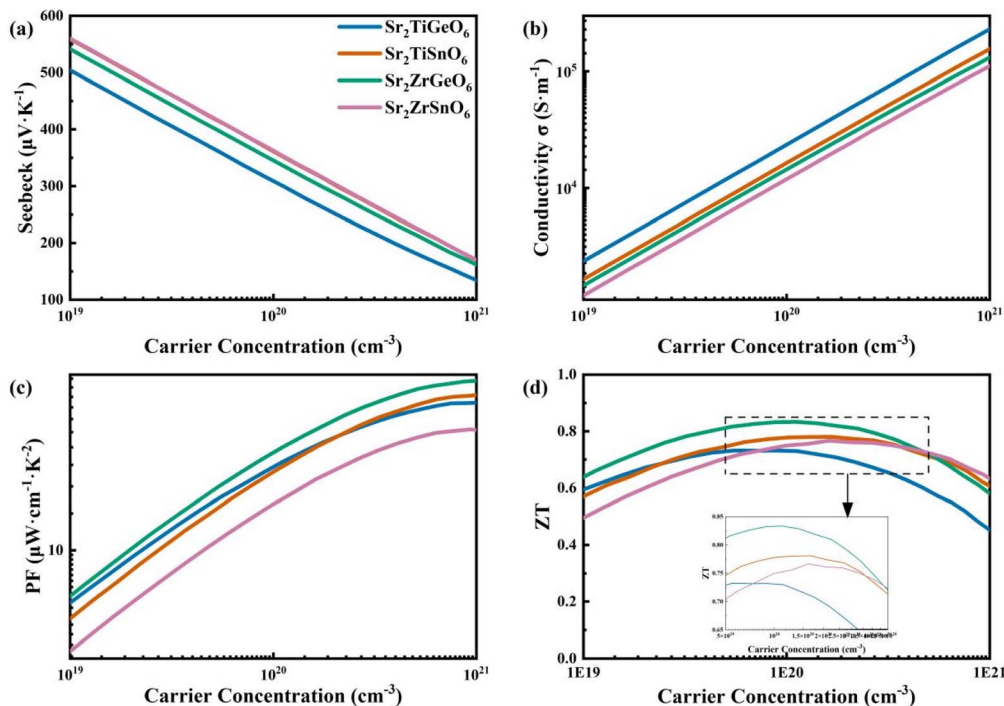 (a)
600
500
400
300
200
100
10¹⁹
10²⁰
10²¹
Seebeck (μV·K⁻¹)
Carrier Concentration (cm⁻³)
Sr₂TiGeO₆
Sr₂TiSnO₆
Sr₂ZrGeO₆
Sr₂ZrSnO₆
(b)
10⁵
10⁴
10¹⁹
10²⁰
10²¹
Conductivity σ (S·m⁻¹)
Carrier Concentration (cm⁻³)
(c)
10
10¹⁹
10²⁰
10²¹
PF (μW·cm⁻¹·K⁻²)
Carrier Concentration (cm⁻³)
(d)
1.0
0.8
0.6
0.4
0.2
0.0
1E19
1E20
1E21
ZT
Carrier Concentration (cm⁻³)
0.85
0.80
0.75
0.70
0.65
ZT
10²⁰
1.5×10²⁰
Carrier Concentration (cm⁻³)